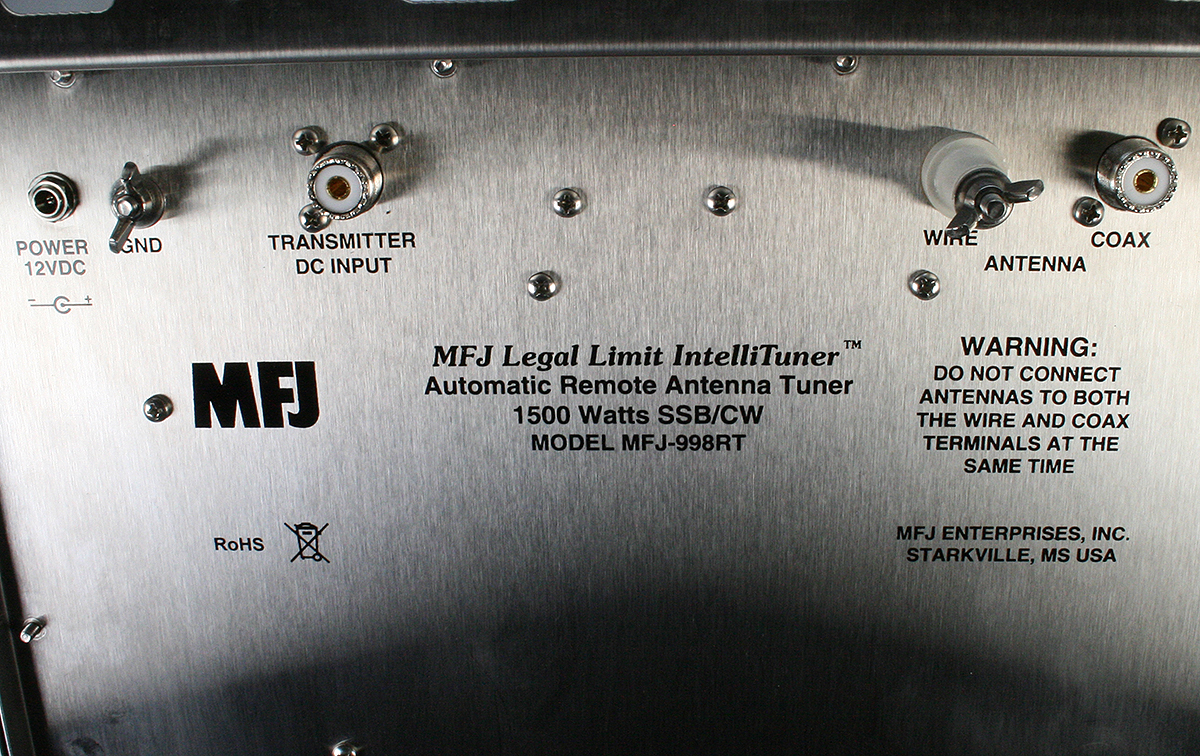 POWER
12VDC
- +
GND
TRANSMITTER
DC INPUT
WIRE
COAX
ANTENNA
MFJ
MFJ Legal Limit IntelliTuner™
Automatic Remote Antenna Tuner
1500 Watts SSB/CW
MODEL MFJ-998RT
WARNING:
DO NOT CONNECT
ANTENNAS TO BOTH
THE WIRE AND COAX
TERMINALS AT THE
SAME TIME
RoHS
MFJ ENTERPRISES, INC.
STARKVILLE, MS USA